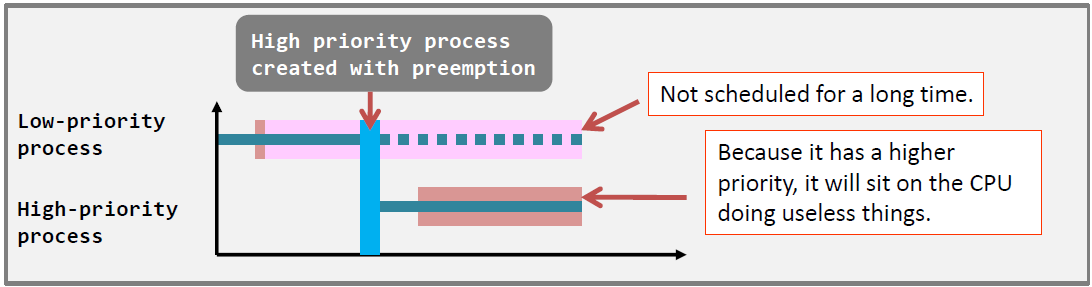 High priority process
created with preemption
Not scheduled for a long time.
Low-priority
process
Because it has a higher
priority, it will sit on the CPU
doing useless things.
High-priority
process